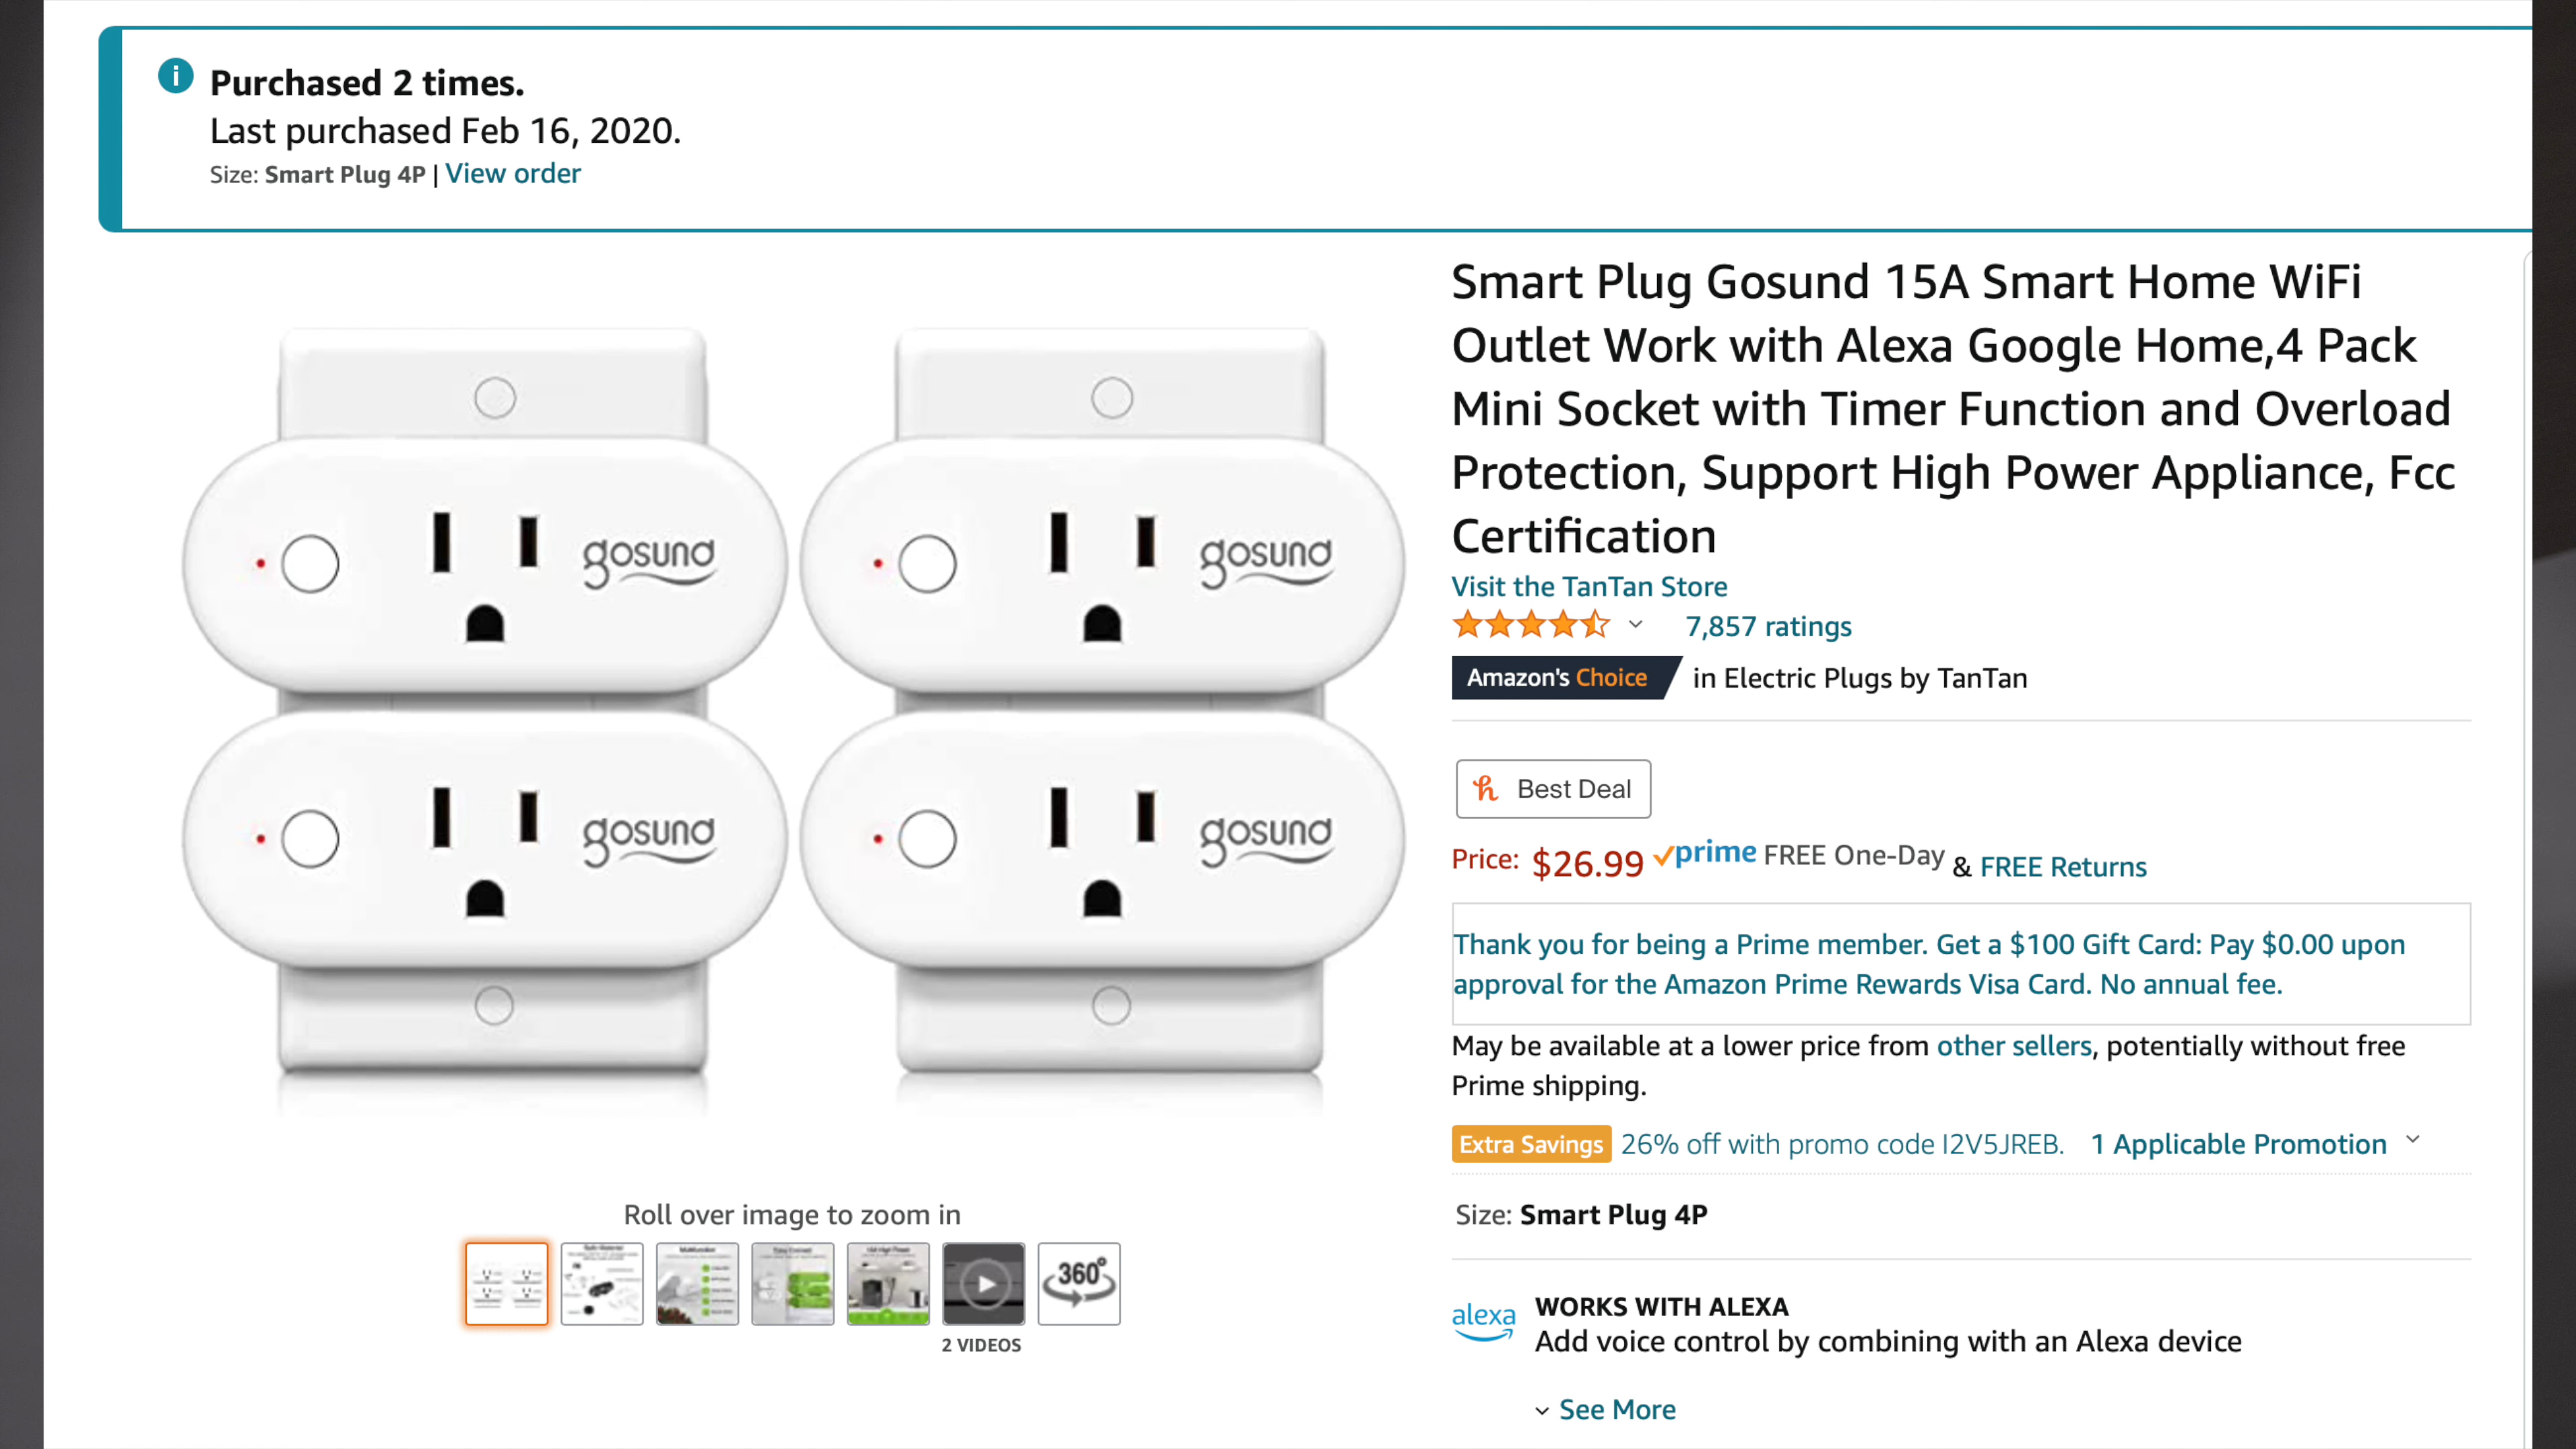 Purchased 2 times.
Last purchased Feb 16, 2020.
Size: Smart Plug 4P | View order
Smart Plug Gosund 15A Smart Home WiFi
Outlet Work with Alexa Google Home,4 Pack
Mini Socket with Timer Function and Overload
Protection, Support High Power Appliance, Fcc
Certification
Visit the TanTan Store
7,857 ratings
Amazon's Choice in Electric Plugs by TanTan
Best Deal
Price: $26.99 prime FREE One-Day & FREE Returns
Thank you for being a Prime member. Get a $100 Gift Card: Pay $0.00 upon
approval for the Amazon Prime Rewards Visa Card. No annual fee.
May be available at a lower price from other sellers, potentially without free
Prime shipping.
Extra Savings 26% off with promo code I2V5JREB. 1 Applicable Promotion
Size: Smart Plug 4P
alexa
WORKS WITH ALEXA
Add voice control by combining with an Alexa device
See More
gosund
gosund
gosund
gosund
Roll over image to zoom in
360°
2 VIDEOS